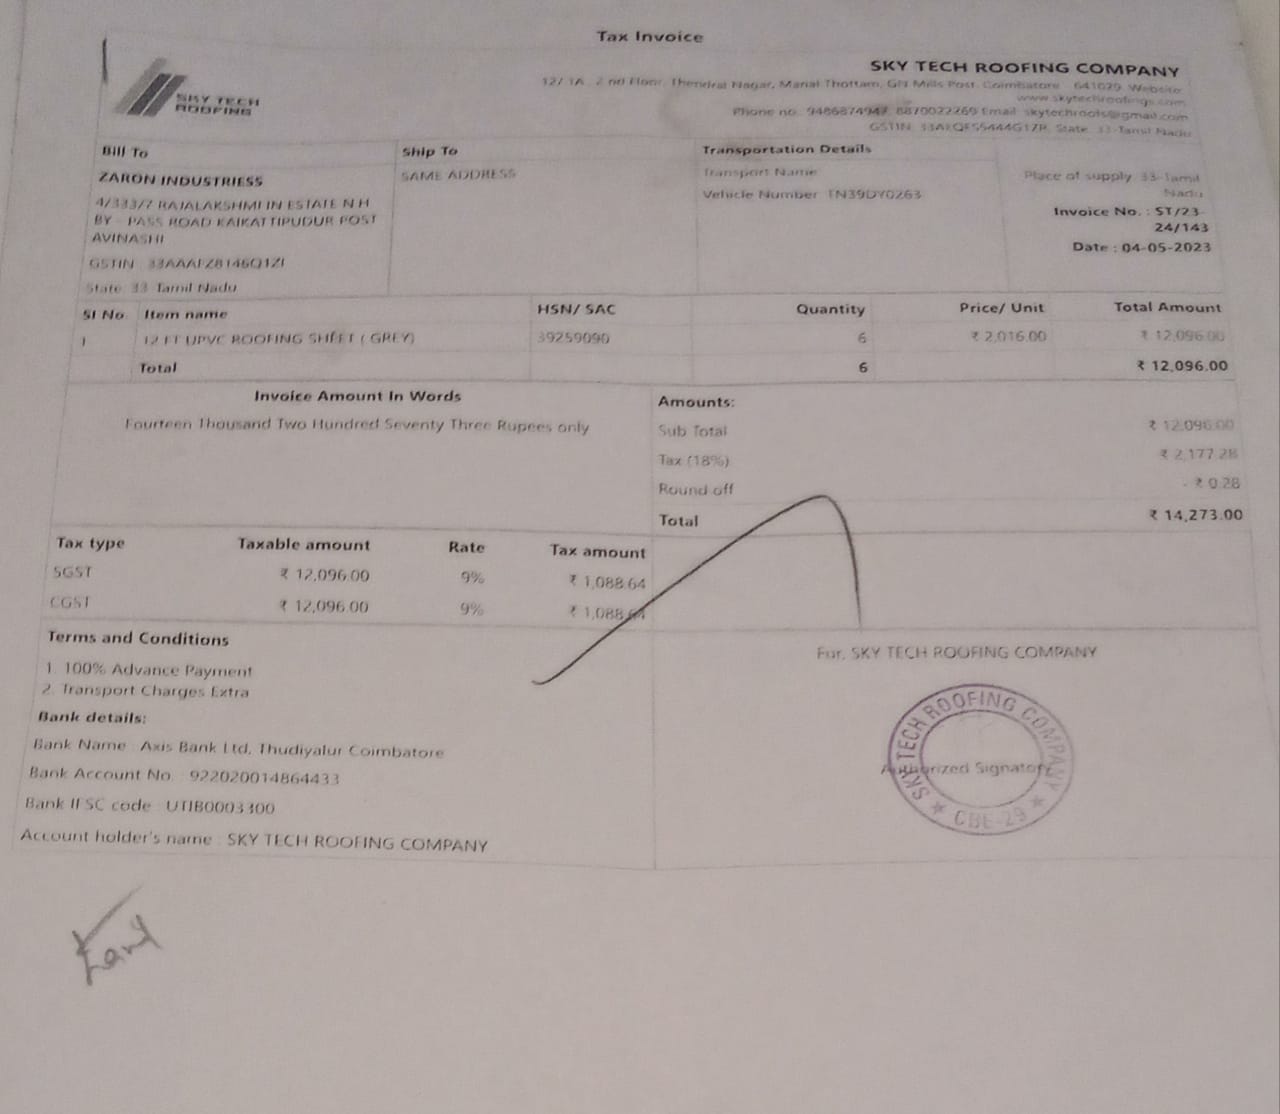 Tax Invoice
SKY TECH ROOFING
SKY TECH ROOFING COMPANY
12/ 1A, 2 nd Floor, Thendral Nagar, Maniai Thottam, GN Mills Post, Coimbatore 641029 Website
www.skytechroofings.com
Phone no. 9486874947, 8870022269 Email skytechroofs@gmail.com
State 33-Tamil Nadu
Bill To
ZARON INDUSTRIESS
4/333/7 RAJALAKSHMI IN ESTATE N H
BY - PASS ROAD KAIKATTIPUDUR POST
AVINASHI
GSTIN
State 33 Tamil Nadu
Ship To
SAME ADDRESS
Transportation Details
Transport Name
Vehicle Number TN39DY0263
Place of supply 33-Tamil
Nadu
Invoice No. : ST/23-
24/143
Date : 04-05-2023
Sl No Item name HSN/ SAC Quantity Price/ Unit Total Amount
1 12 FT UPVC ROOFING SHEET ( GREY) 39259090 6 ₹ 2,016.00 ₹ 12,096.00
Total 6 ₹ 12,096.00
Invoice Amount In Words
Fourteen Thousand Two Hundred Seventy Three Rupees only
Amounts:
Sub Total ₹ 12,096.00
Tax (18%) ₹ 2,177.28
Round off - ₹ 0.28
Total ₹ 14,273.00
Tax type Taxable amount Rate Tax amount
SGST ₹ 12,096.00 9% ₹ 1,088.64
CGST ₹ 12,096.00 9% ₹ 1,088.64
Terms and Conditions
1. 100% Advance Payment
2. Transport Charges Extra
Bank details:
Bank Name : Axis Bank Ltd, Thudiyalur Coimbatore
Bank Account No. : 922020014864433
Bank IFSC code : UTIB0003300
Account holder's name : SKY TECH ROOFING COMPANY
For, SKY TECH ROOFING COMPANY
SKY TECH ROOFING COMPANY
Authorized Signatory
★ CBE-29 ★